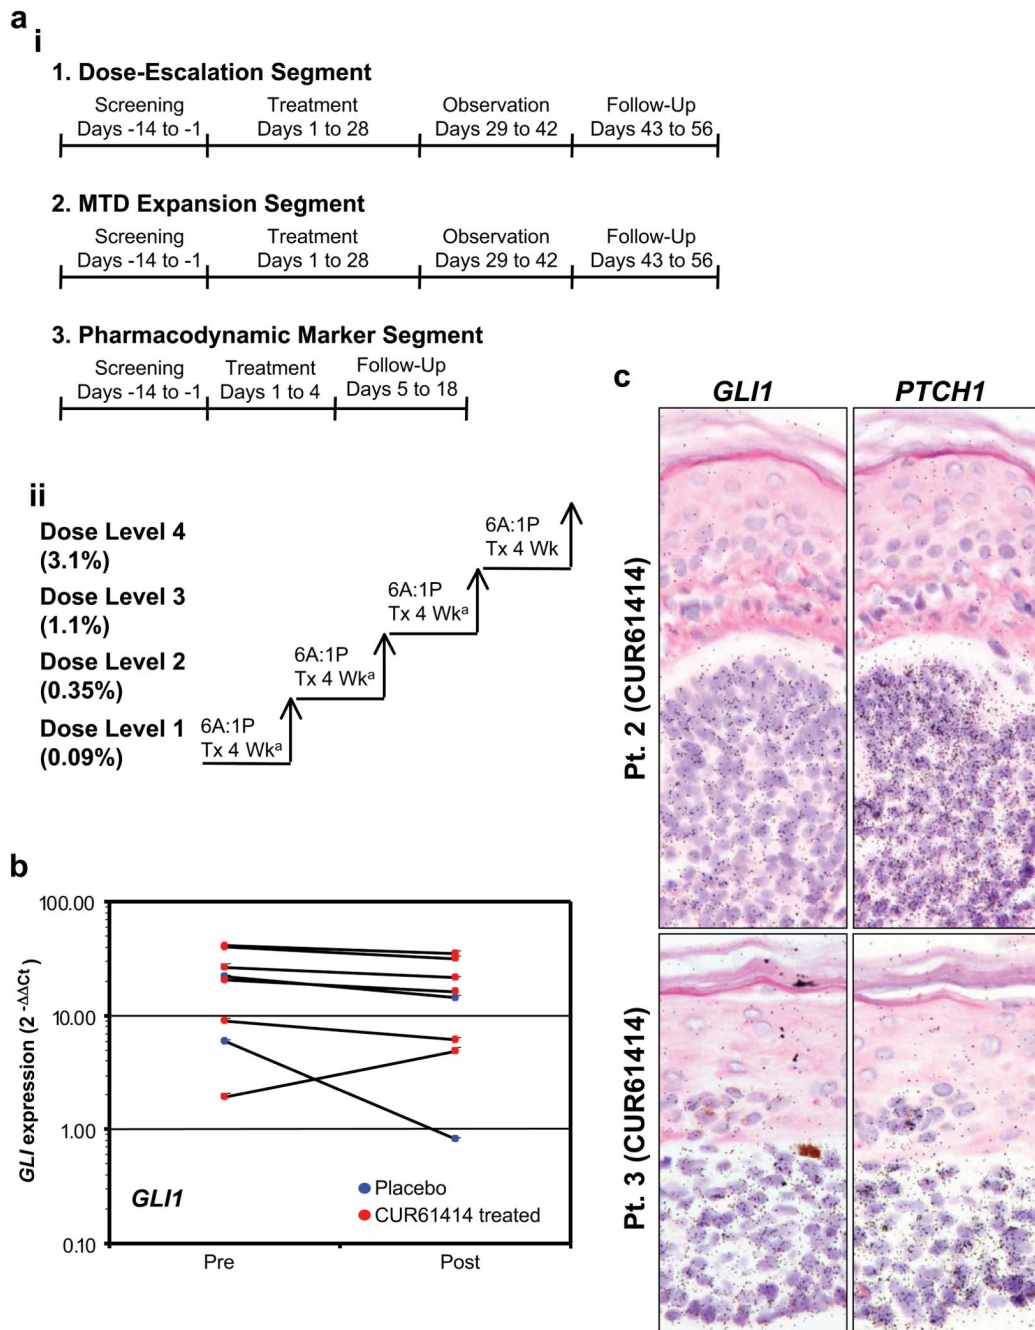 a
i
1. Dose-Escalation Segment
Screening Treatment Observation Follow-Up
Days -14 to -1 Days 1 to 28 Days 29 to 42 Days 43 to 56
2. MTD Expansion Segment
Screening Treatment Observation Follow-Up
Days -14 to -1 Days 1 to 28 Days 29 to 42 Days 43 to 56
3. Pharmacodynamic Marker Segment
Screening Treatment Follow-Up
Days -14 to -1 Days 1 to 4 Days 5 to 18
ii
Dose Level 4
(3.1%)
6A:1P
Tx 4 Wk
Dose Level 3
(1.1%)
6A:1P
Tx 4 Wkᵃ
Dose Level 2
(0.35%)
6A:1P
Tx 4 Wkᵃ
Dose Level 1
(0.09%)
6A:1P
Tx 4 Wkᵃ
b
GLI expression (2 -ΔΔCt)
100.00
10.00
1.00
0.10
GLI1
Placebo
CUR61414 treated
Pre Post
c
GLI1 PTCH1
Pt. 2 (CUR61414)
Pt. 3 (CUR61414)